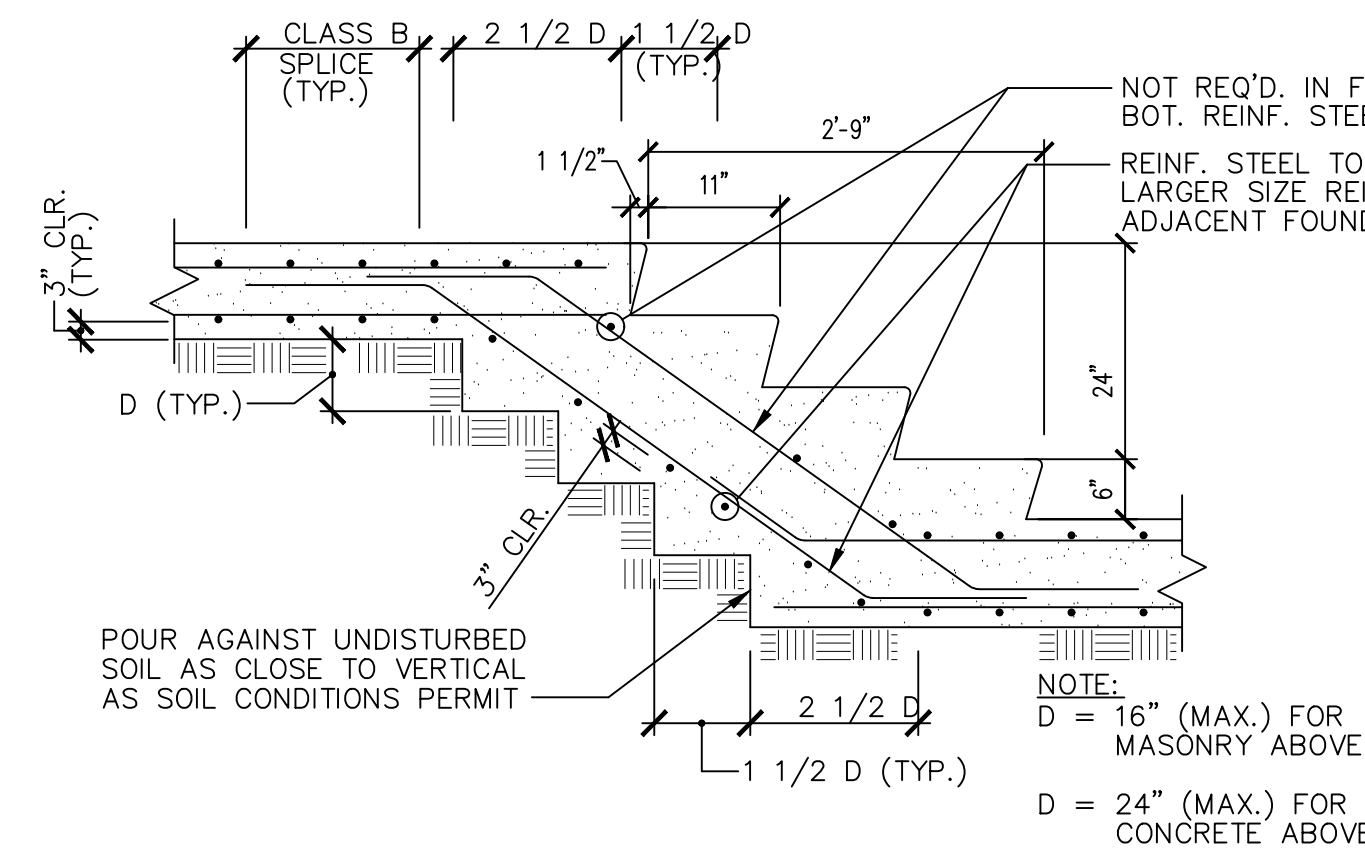 CLASS B
SPLICE
(TYP.)
2 1/2 D
1 1/2 D
(TYP.)
NOT REQ'D. IN F
BOT. REINF. STEE
2'-9"
1 1/2"
11"
REINF. STEEL TO
LARGER SIZE REI
ADJACENT FOUND
3" CLR.
(TYP.)
24"
D (TYP.)
6"
3" CLR.
POUR AGAINST UNDISTURBED
SOIL AS CLOSE TO VERTICAL
AS SOIL CONDITIONS PERMIT
2 1/2 D
1 1/2 D (TYP.)
NOTE:
D = 16" (MAX.) FOR
MASONRY ABOVE
D = 24" (MAX.) FOR
CONCRETE ABOVE